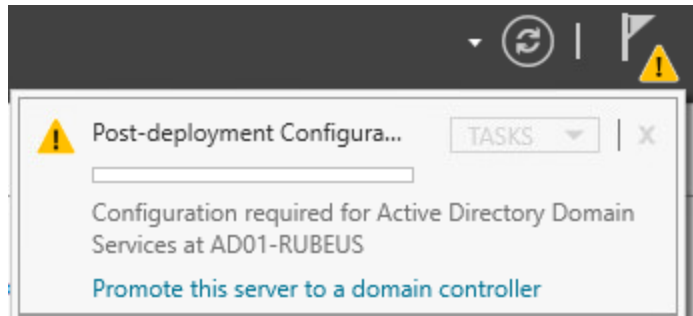 Post-deployment Configura...
TASKS
Configuration required for Active Directory Domain
Services at AD01-RUBEUS
Promote this server to a domain controller